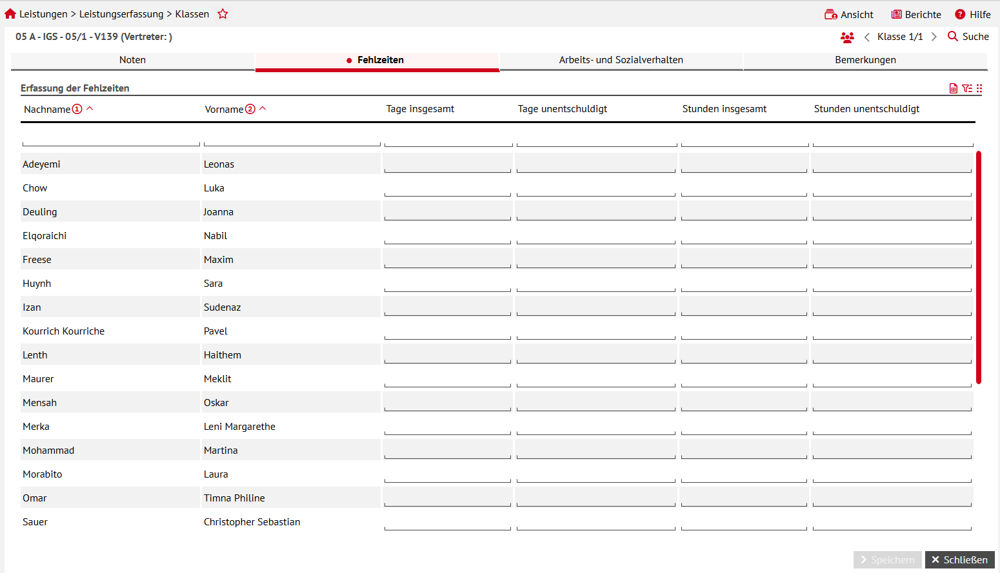 Leistungen > Leistungserfassung > Klassen
Ansicht Berichte ? Hilfe
05 A - IGS - 05/1 - V139 (Vertreter: )
Klasse 1/1 Suche
Noten Fehlzeiten Arbeits- und Sozialverhalten Bemerkungen
Erfassung der Fehlzeiten
Nachname 1 Vorname 2 Tage insgesamt Tage unentschuldigt Stunden insgesamt Stunden unentschuldigt
Adeyemi Leonas
Chow Luka
Deuling Joanna
Elqoraichi Nabil
Freese Maxim
Huynh Sara
Izan Sudenaz
Kourrich Kourriche Pavel
Lenth Haithem
Maurer Meklit
Mensah Oskar
Merka Leni Margarethe
Mohammad Martina
Morabito Laura
Omar Timna Philine
Sauer Christopher Sebastian
Speichern Schließen